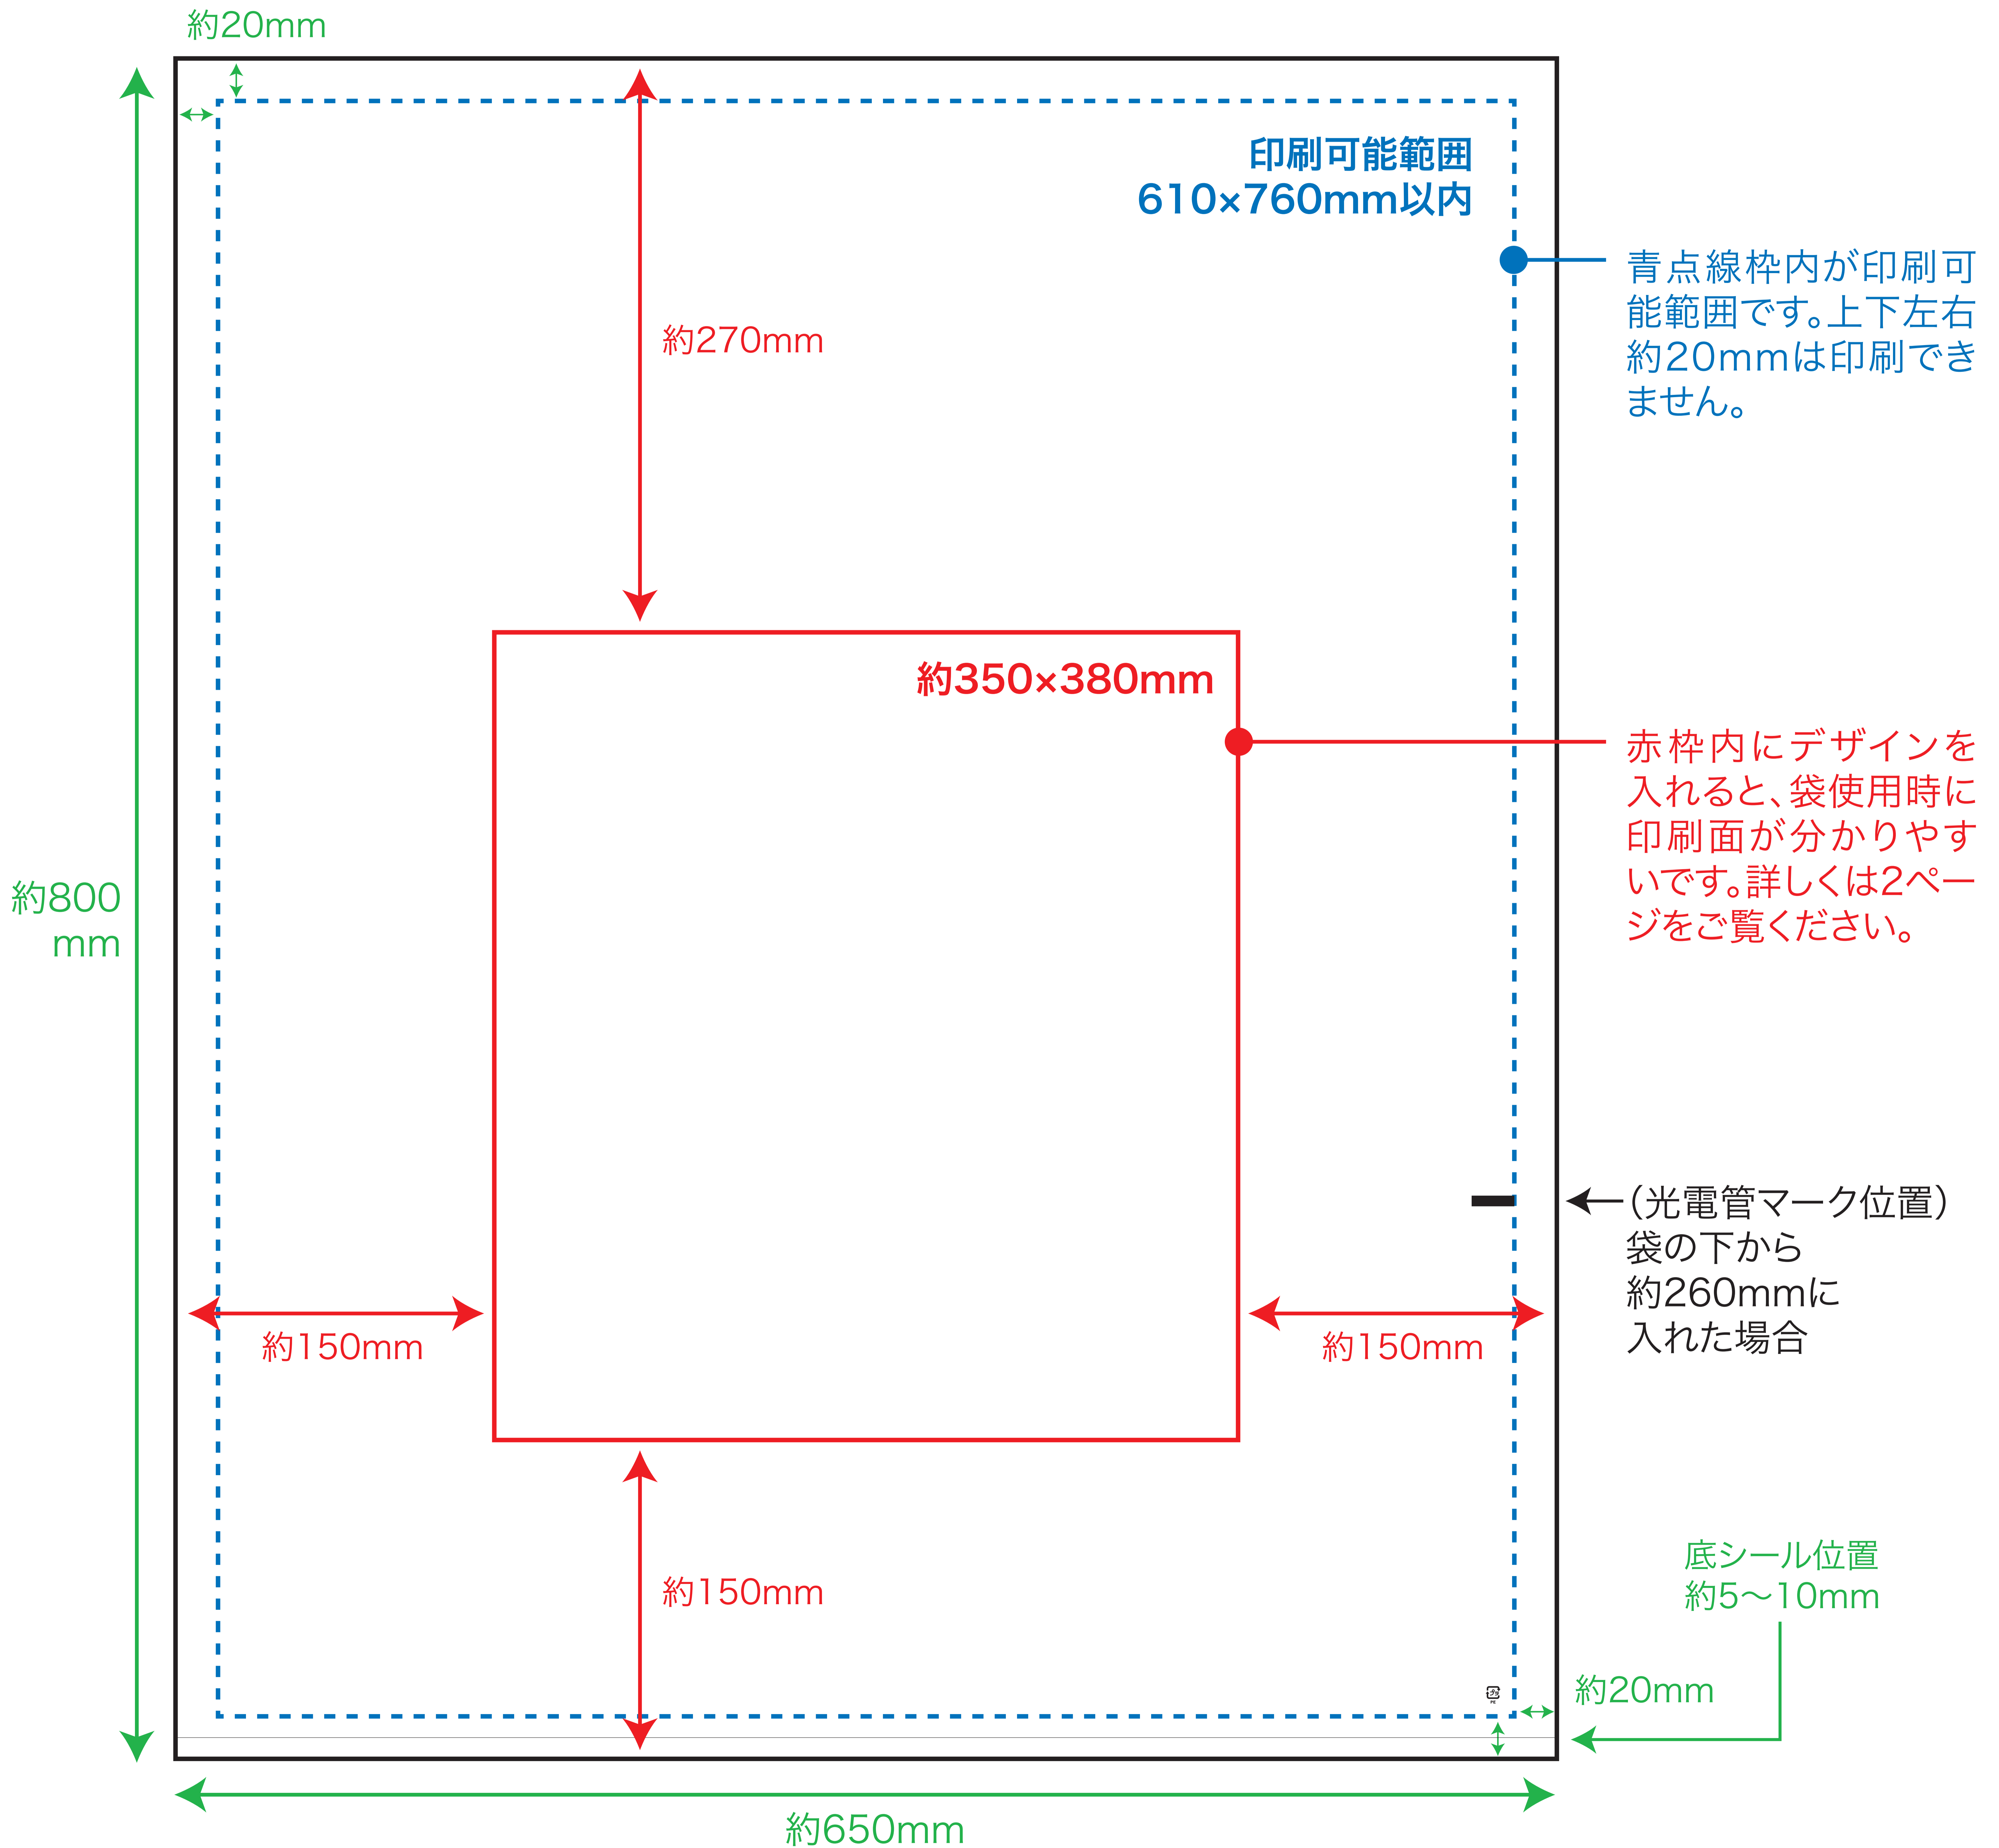 約20mm
印刷可能範囲
610×760mm以内
青点線枠内が印刷可
能範囲です。上下左右
約20mmは印刷でき
ません。
約270mm
約350×380mm
赤枠内にデザインを
入れると、袋使用時に
印刷面が分かりやす
いです。詳しくは2ペー
ジをご覧ください。
約800
mm
（光電管マーク位置）
袋の下から
約260mmに
入れた場合
約150mm
約150mm
約150mm
底シール位置
約5〜10mm
約20mm
プラ
PE
約650mm